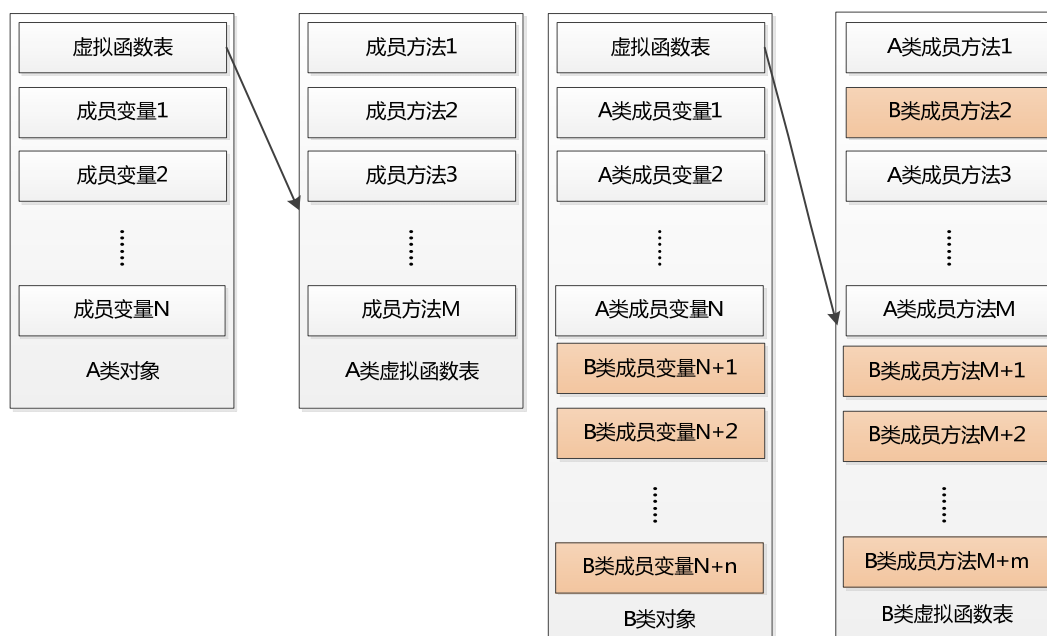 虚拟函数表
成员变量1
成员变量2
成员变量N
A类对象
成员方法1
成员方法2
成员方法3
成员方法M
A类虚拟函数表
虚拟函数表
A类成员变量1
A类成员变量2
A类成员变量N
B类成员变量N+1
B类成员变量N+2
B类成员变量N+n
B类对象
A类成员方法1
B类成员方法2
A类成员方法3
A类成员方法M
B类成员方法M+1
B类成员方法M+2
B类成员方法M+m
B类虚拟函数表